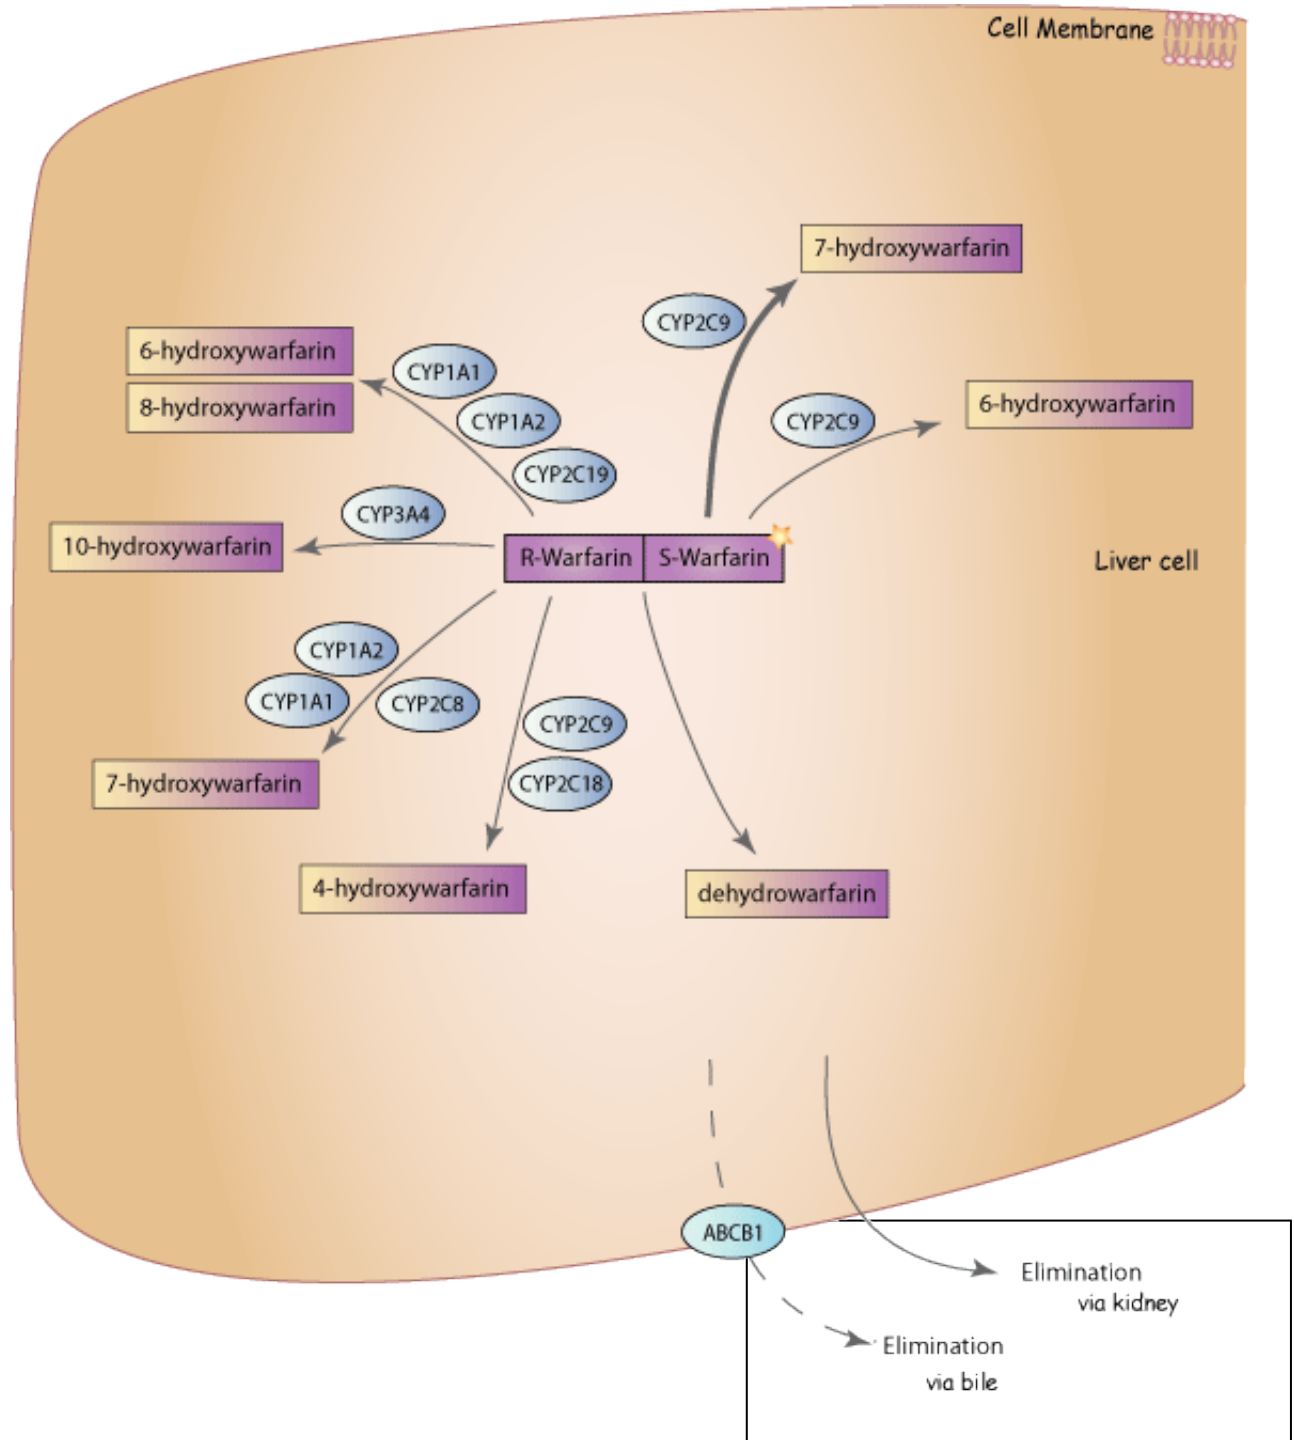 Cell Membrane
7-hydroxywarfarin
CYP2C9
6-hydroxywarfarin
CYP1A1
8-hydroxywarfarin
CYP1A2
CYP2C9
6-hydroxywarfarin
CYP2C19
CYP3A4
10-hydroxywarfarin
R-Warfarin
S-Warfarin
Liver cell
CYP1A2
CYP1A1
CYP2C8
CYP2C9
7-hydroxywarfarin
CYP2C18
4-hydroxywarfarin
dehydrowarfarin
ABCB1
Elimination
via kidney
Elimination
via bile